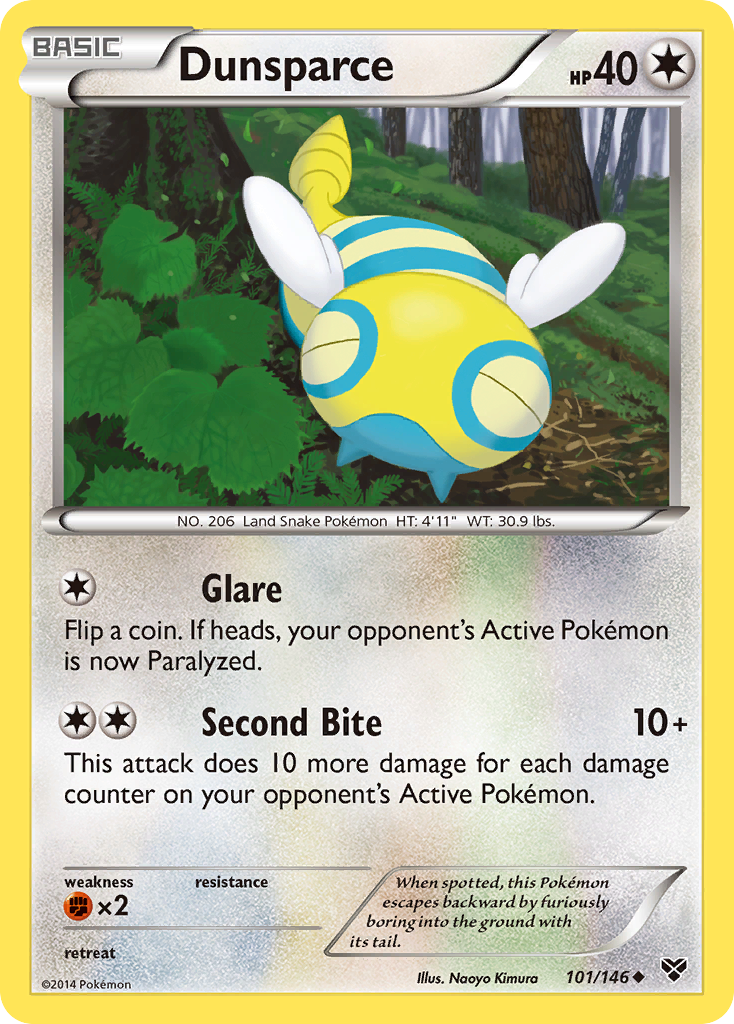 BASIC
Dunsparce
HP40
NO. 206 Land Snake Pokémon HT: 4'11" WT: 30.9 lbs.
Glare
Flip a coin. If heads, your opponent's Active Pokémon
is now Paralyzed.
Second Bite 10+
This attack does 10 more damage for each damage
counter on your opponent's Active Pokémon.
weakness resistance
×2
retreat
When spotted, this Pokémon
escapes backward by furiously
boring into the ground with
its tail.
©2014 Pokémon
Illus. Naoyo Kimura 101/146